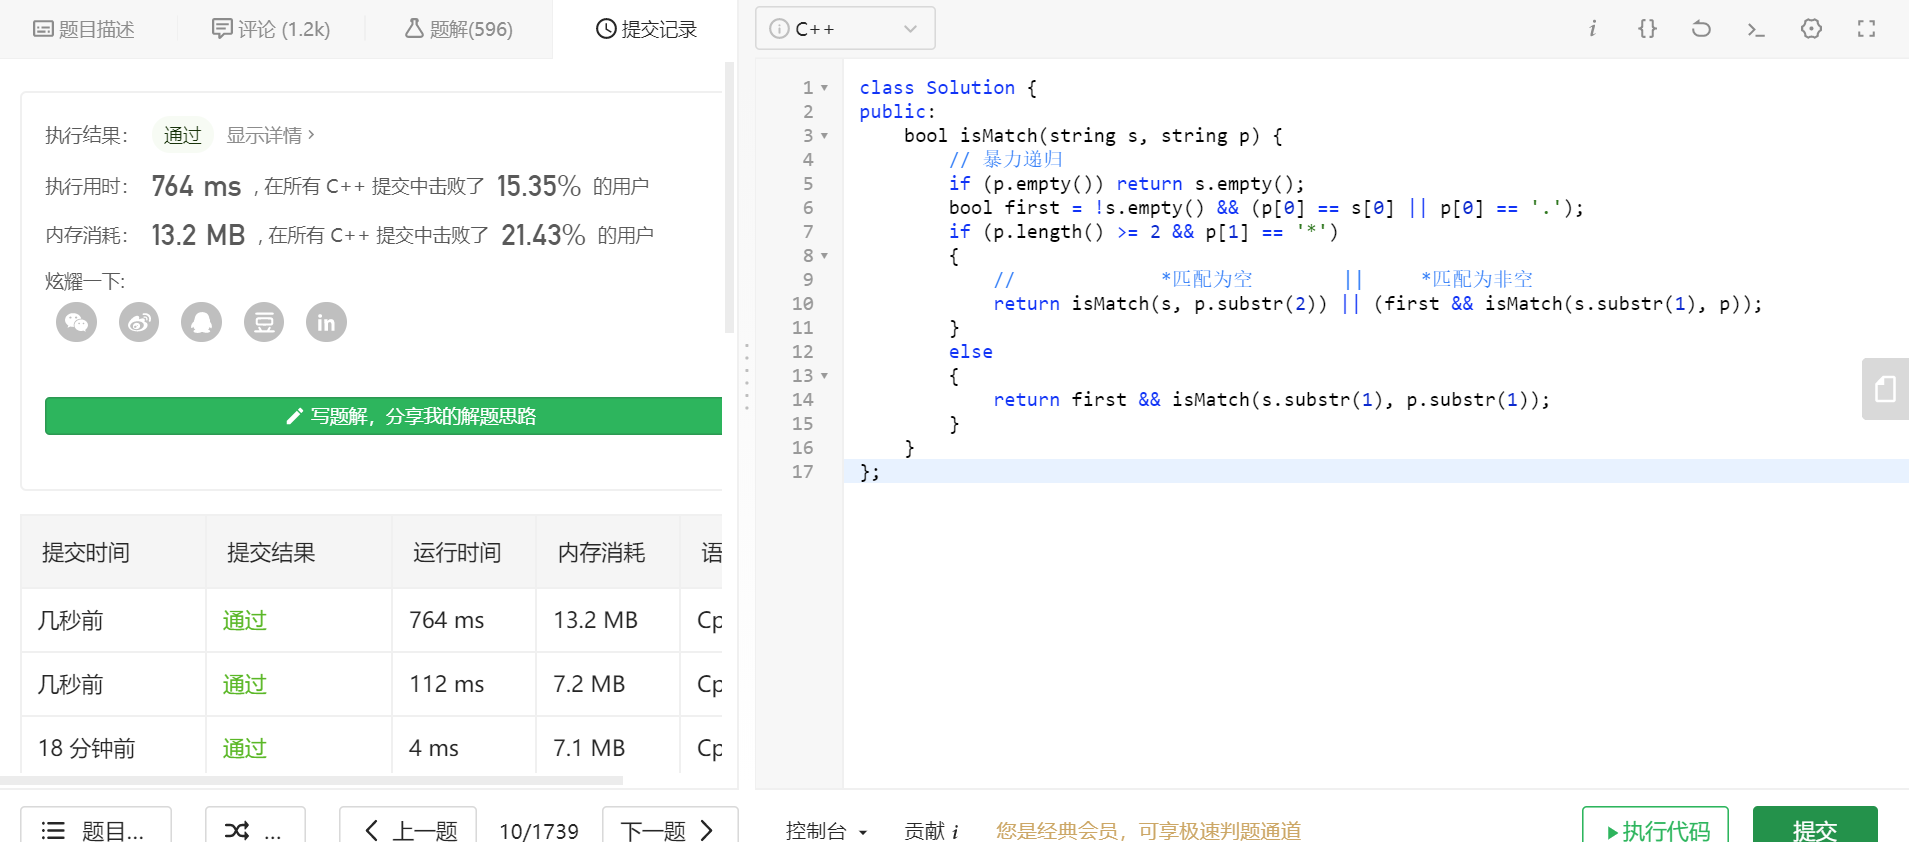 题目描述
评论 (1.2k)
题解(596)
提交记录
执行结果：
通过
显示详情 ›
执行用时：
764 ms , 在所有 C++ 提交中击败了 15.35% 的用户
内存消耗：
13.2 MB , 在所有 C++ 提交中击败了 21.43% 的用户
炫耀一下:
豆
in
写题解，分享我的解题思路
提交时间 提交结果 运行时间 内存消耗 语
几秒前 通过 764 ms 13.2 MB Cp
几秒前 通过 112 ms 7.2 MB Cp
18 分钟前 通过 4 ms 7.1 MB Cp
题目...
...
上一题
10/1739
下一题
i C++
i {}
1 class Solution {
2 public:
3     bool isMatch(string s, string p) {
4         // 暴力递归
5         if (p.empty()) return s.empty();
6         bool first = !s.empty() && (p[0] == s[0] || p[0] == '.');
7         if (p.length() >= 2 && p[1] == '*')
8         {
9             //             *匹配为空        ||     *匹配为非空
10             return isMatch(s, p.substr(2)) || (first && isMatch(s.substr(1), p));
11         }
12         else
13         {
14             return first && isMatch(s.substr(1), p.substr(1));
15         }
16     }
17 };
控制台
贡献 i
您是经典会员，可享极速判题通道
执行代码
提交